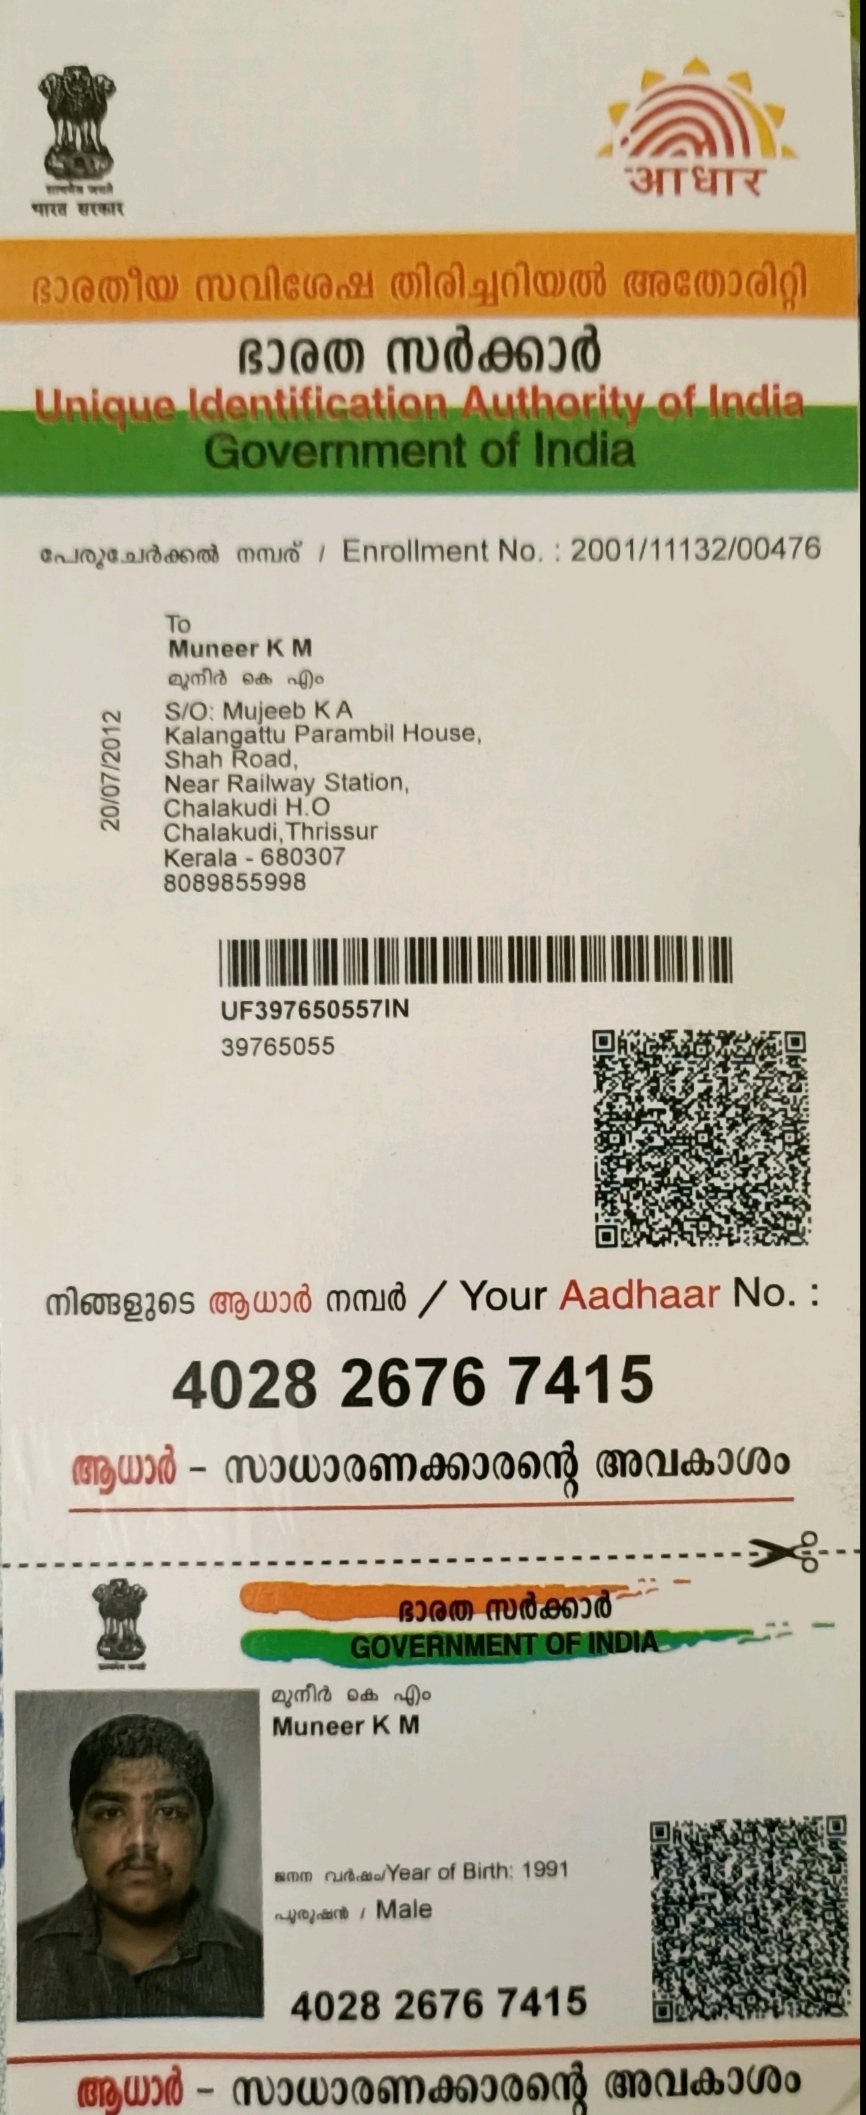 सत्यमेव जयते
भारत सरकार
आधार
ഭാരതീയ സവിശേഷ തിരിച്ചറിയൽ അതോരിറ്റി
ഭാരത സർക്കാർ
Unique Identification Authority of India
Government of India
പേരുചേർക്കൽ നമ്പര് / Enrollment No. : 2001/11132/00476
20/07/2012
To
Muneer K M
മുനീർ കെ എം
S/O: Mujeeb K A
Kalangattu Parambil House,
Shah Road,
Near Railway Station,
Chalakudi H.O
Chalakudi,Thrissur
Kerala - 680307
8089855998
UF397650557IN
39765055
നിങ്ങളുടെ ആധാർ നമ്പർ / Your Aadhaar No. :
4028 2676 7415
ആധാർ - സാധാരണക്കാരന്റെ അവകാശം
ഭാരത സർക്കാർ
GOVERNMENT OF INDIA
മുനീർ കെ എം
Muneer K M
ജനന വർഷം/Year of Birth: 1991
പുരുഷൻ / Male
4028 2676 7415
ആധാർ - സാധാരണക്കാരന്റെ അവകാശം